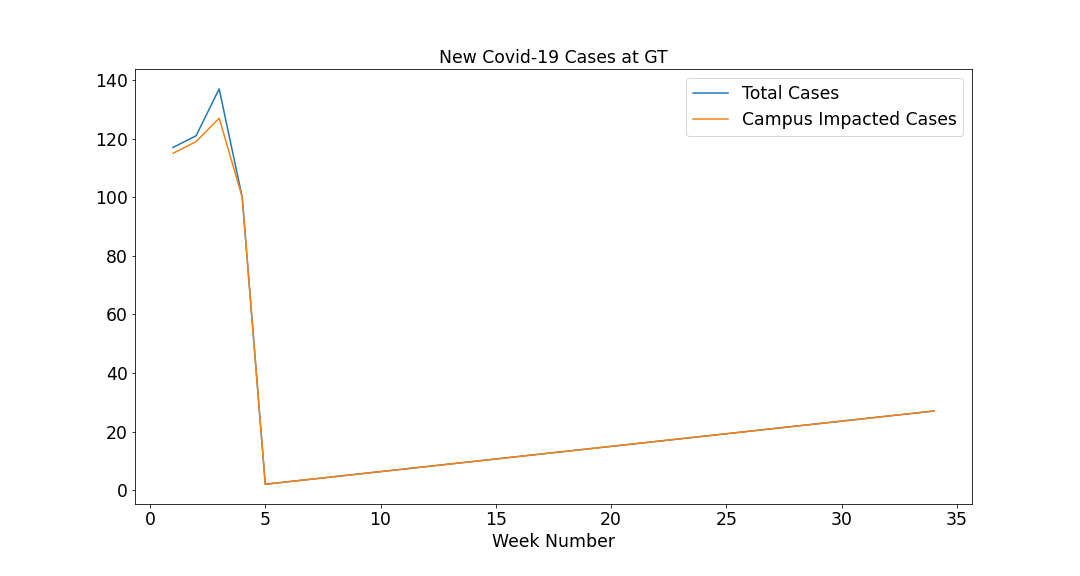 New Covid-19 Cases at GT
Total Cases
Campus Impacted Cases
140
120
100
80
60
40
20
0
0 5 10 15 20 25 30 35
Week Number